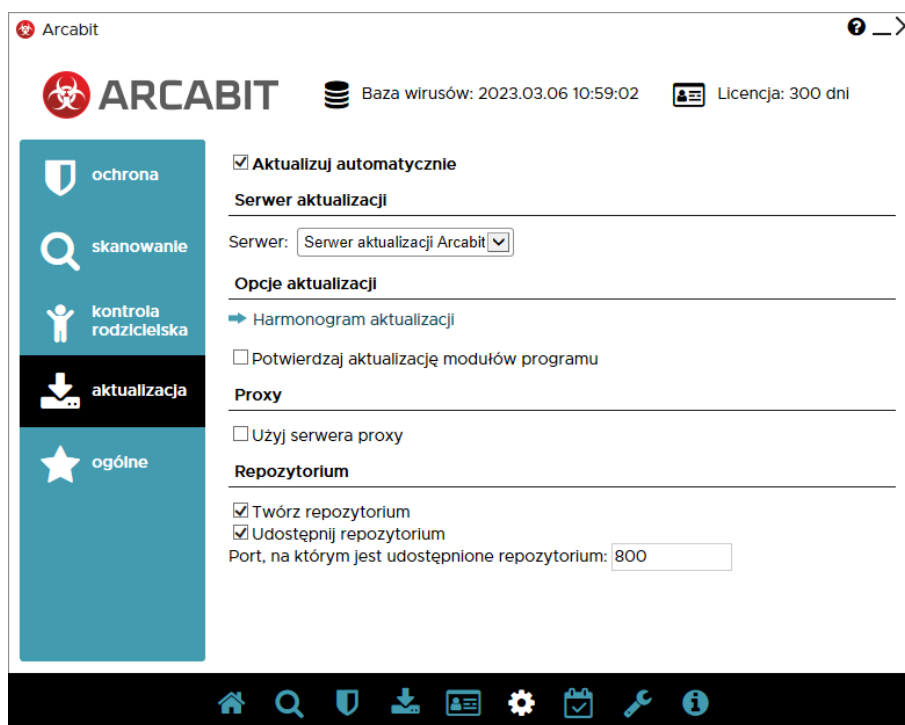 Arcabit
ARCABIT
Baza wirusów: 2023.03.06 10:59:02
Licencja: 300 dni
ochrona
skanowanie
kontrola
rodzicielska
aktualizacja
ogólne
Aktualizuj automatycznie
Serwer aktualizacji
Serwer: Serwer aktualizacji Arcabit
Opcje aktualizacji
Harmonogram aktualizacji
Potwierdzaj aktualizację modułów programu
Proxy
Użyj serwera proxy
Repozytorium
Twórz repozytorium
Udostępnij repozytorium
Port, na którym jest udostępnione repozytorium: 800